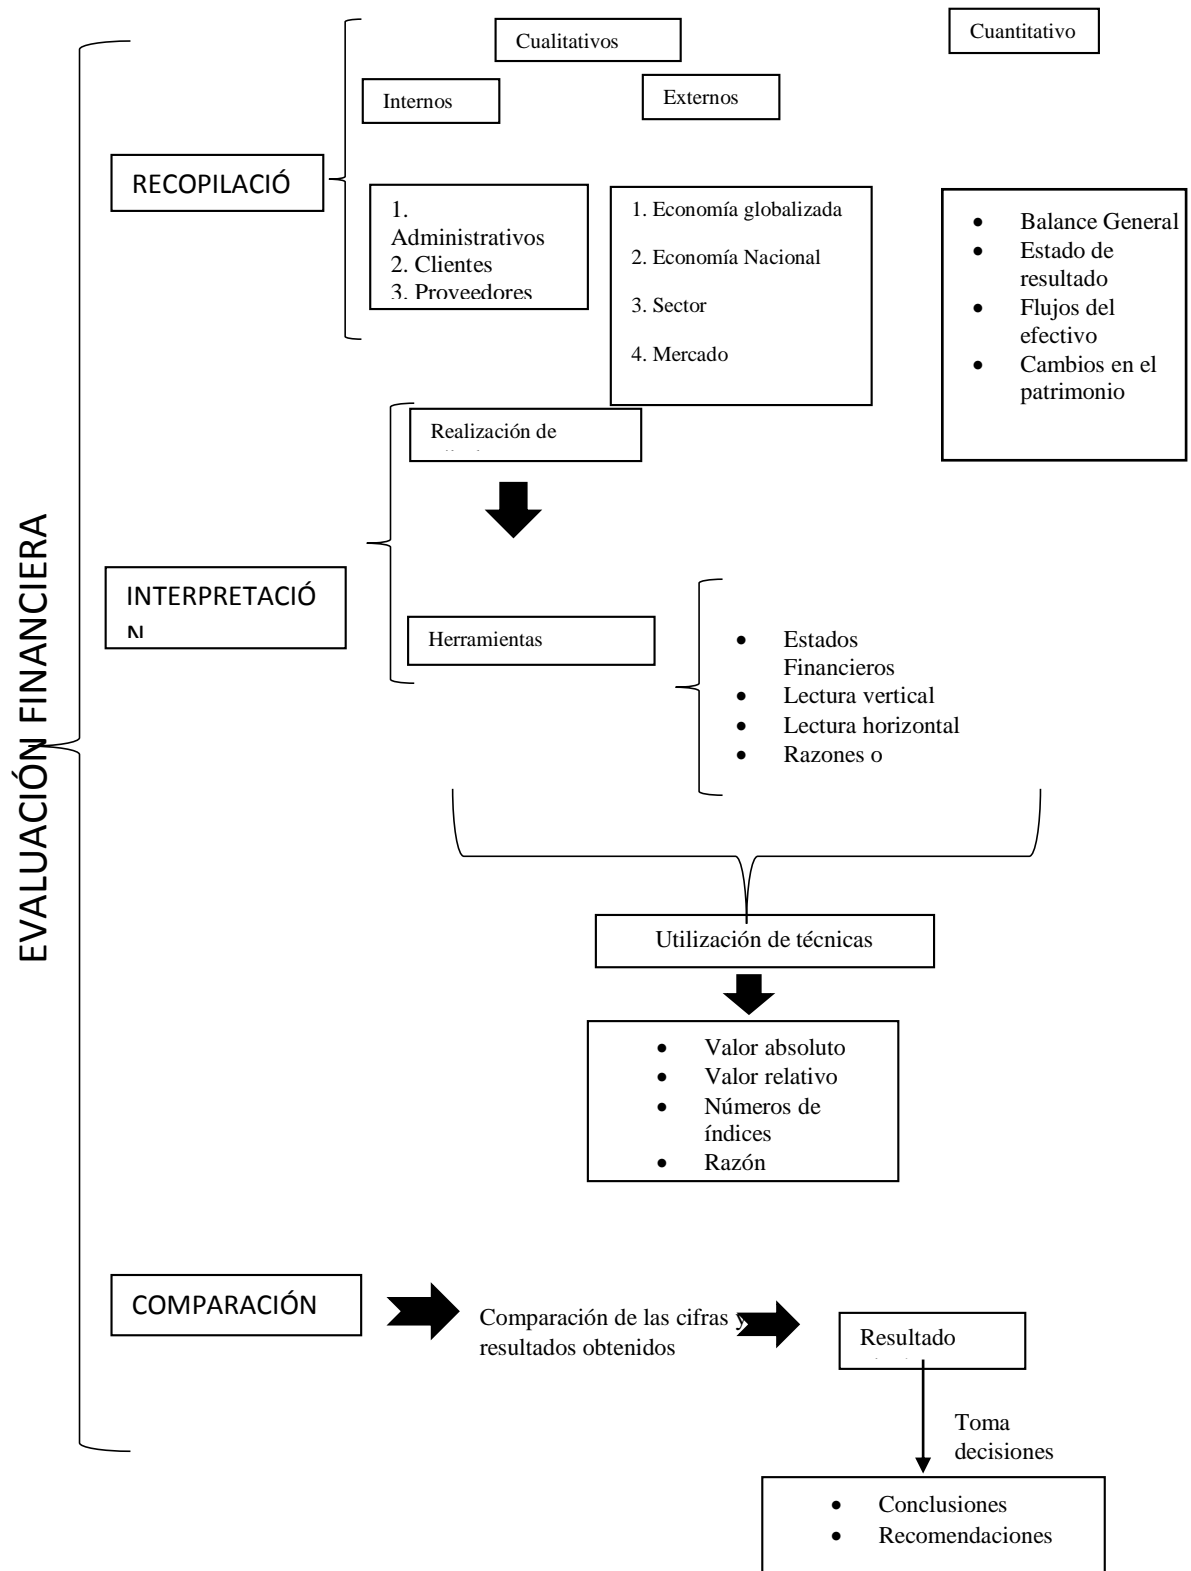 EVALUACIÓN FINANCIERA
RECOPILACIÓ
Cualitativos
Cuantitativo
Internos
Externos
1.
Administrativos
2. Clientes
3. Proveedores
1. Economía globalizada
2. Economía Nacional
3. Sector
4. Mercado
• Balance General
• Estado de
resultado
• Flujos del
efectivo
• Cambios en el
patrimonio
INTERPRETACIÓ
N
Realización de
Herramientas
• Estados
Financieros
• Lectura vertical
• Lectura horizontal
• Razones o
Utilización de técnicas
• Valor absoluto
• Valor relativo
• Números de
índices
• Razón
COMPARACIÓN
Comparación de las cifras y
resultados obtenidos
Resultado
Toma
decisiones
• Conclusiones
• Recomendaciones